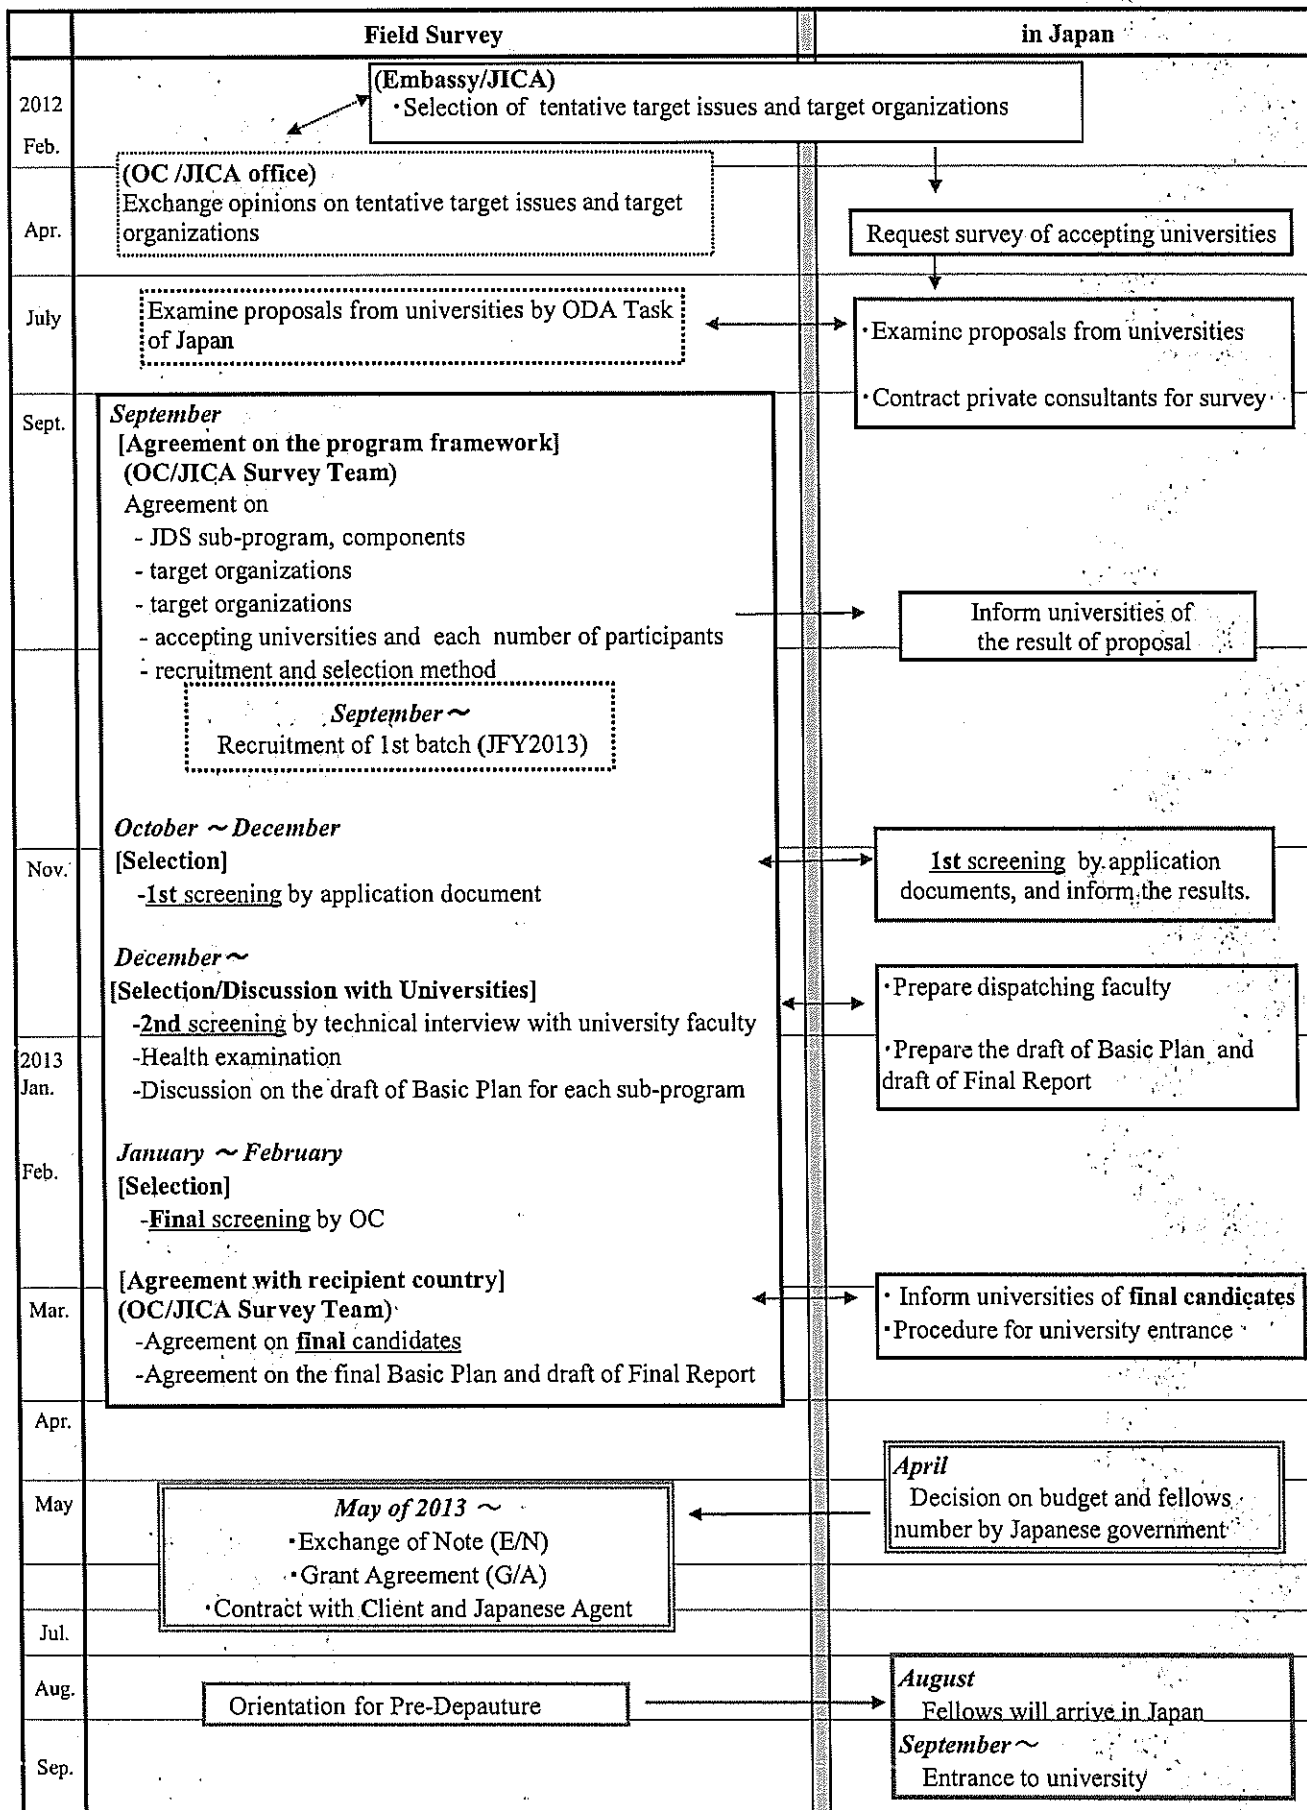 Field Survey
in Japan
2012
Feb.
(Embassy/JICA)
・Selection of tentative target issues and target organizations
(OC /JICA office)
Exchange opinions on tentative target issues and target
organizations
Apr.
Request survey of accepting universities
July
Examine proposals from universities by ODA Task
of Japan
・Examine proposals from universities
・Contract private consultants for survey
Sept.
September
[Agreement on the program framework]
(OC/JICA Survey Team)
Agreement on
- JDS sub-program, components
- target organizations
- target organizations
- accepting universities and each number of participants
- recruitment and selection method
Inform universities of
the result of proposal
September～
Recruitment of 1st batch (JFY2013)
October ～ December
[Selection]
-1st screening by application document
Nov.
1st screening by application
documents, and inform the results.
December～
[Selection/Discussion with Universities]
-2nd screening by technical interview with university faculty
-Health examination
-Discussion on the draft of Basic Plan for each sub-program
・Prepare dispatching faculty
・Prepare the draft of Basic Plan and
draft of Final Report
2013
Jan.
Feb.
January ～ February
[Selection]
-Final screening by OC
[Agreement with recipient country]
(OC/JICA Survey Team)
-Agreement on final candidates
-Agreement on the final Basic Plan and draft of Final Report
Mar.
・Inform universities of final candicates
・Procedure for university entrance
Apr.
April
Decision on budget and fellows
number by Japanese government
May
May of 2013 ～
・Exchange of Note (E/N)
・Grant Agreement (G/A)
・Contract with Client and Japanese Agent
Jul.
Aug.
Orientation for Pre-Depauture
August
Fellows will arrive in Japan
September～
Entrance to university
Sep.